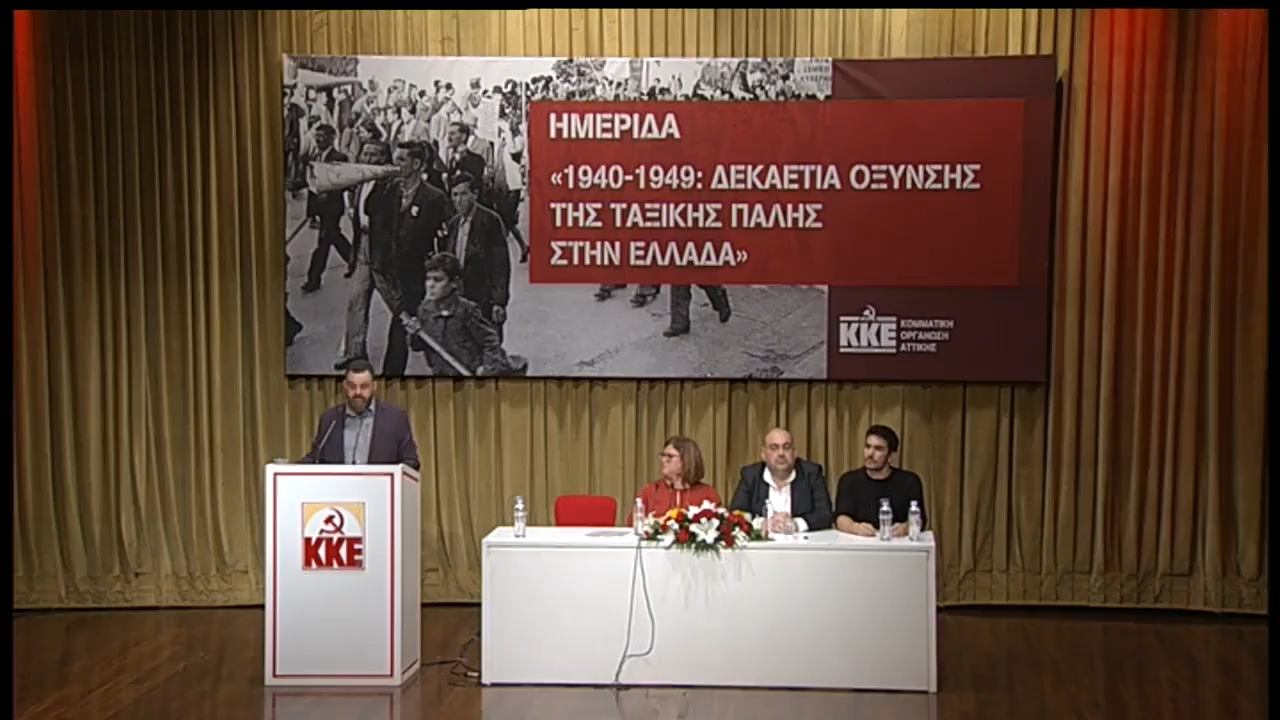 ΗΜΕΡΙΔΑ
«1940-1949: ΔΕΚΑΕΤΙΑ ΟΞΥΝΣΗΣ
ΤΗΣ ΤΑΞΙΚΗΣ ΠΑΛΗΣ
ΣΤΗΝ ΕΛΛΑΔΑ»
ΚΚΕ
ΚΟΜΜΑΤΙΚΗ
ΟΡΓΑΝΩΣΗ
ΑΤΤΙΚΗΣ
ΚΚΕ